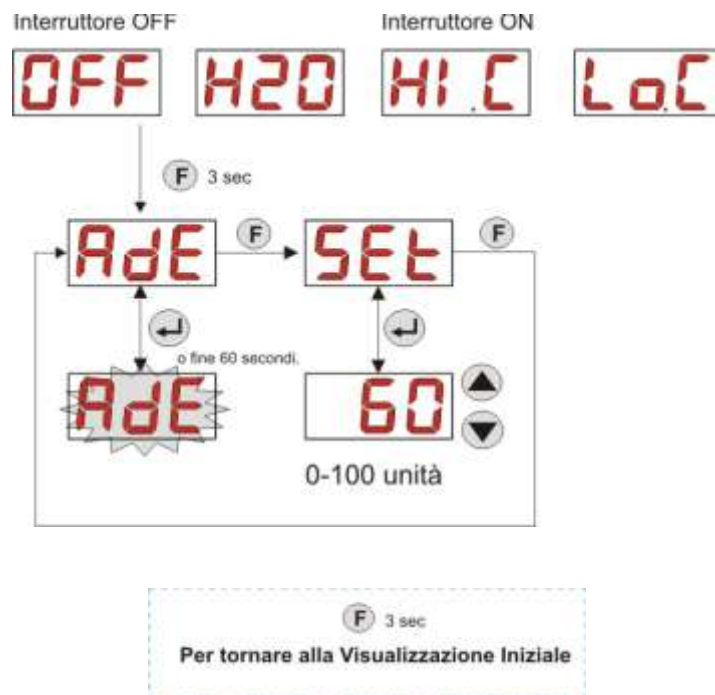 Interruttore OFF Interruttore ON
OFF H2O HI.C Lo.C
F 3 sec
AdE F SEt F
o fine 60 secondi.
AdE 60
0-100 unità
F 3 sec
Per tornare alla Visualizzazione Iniziale